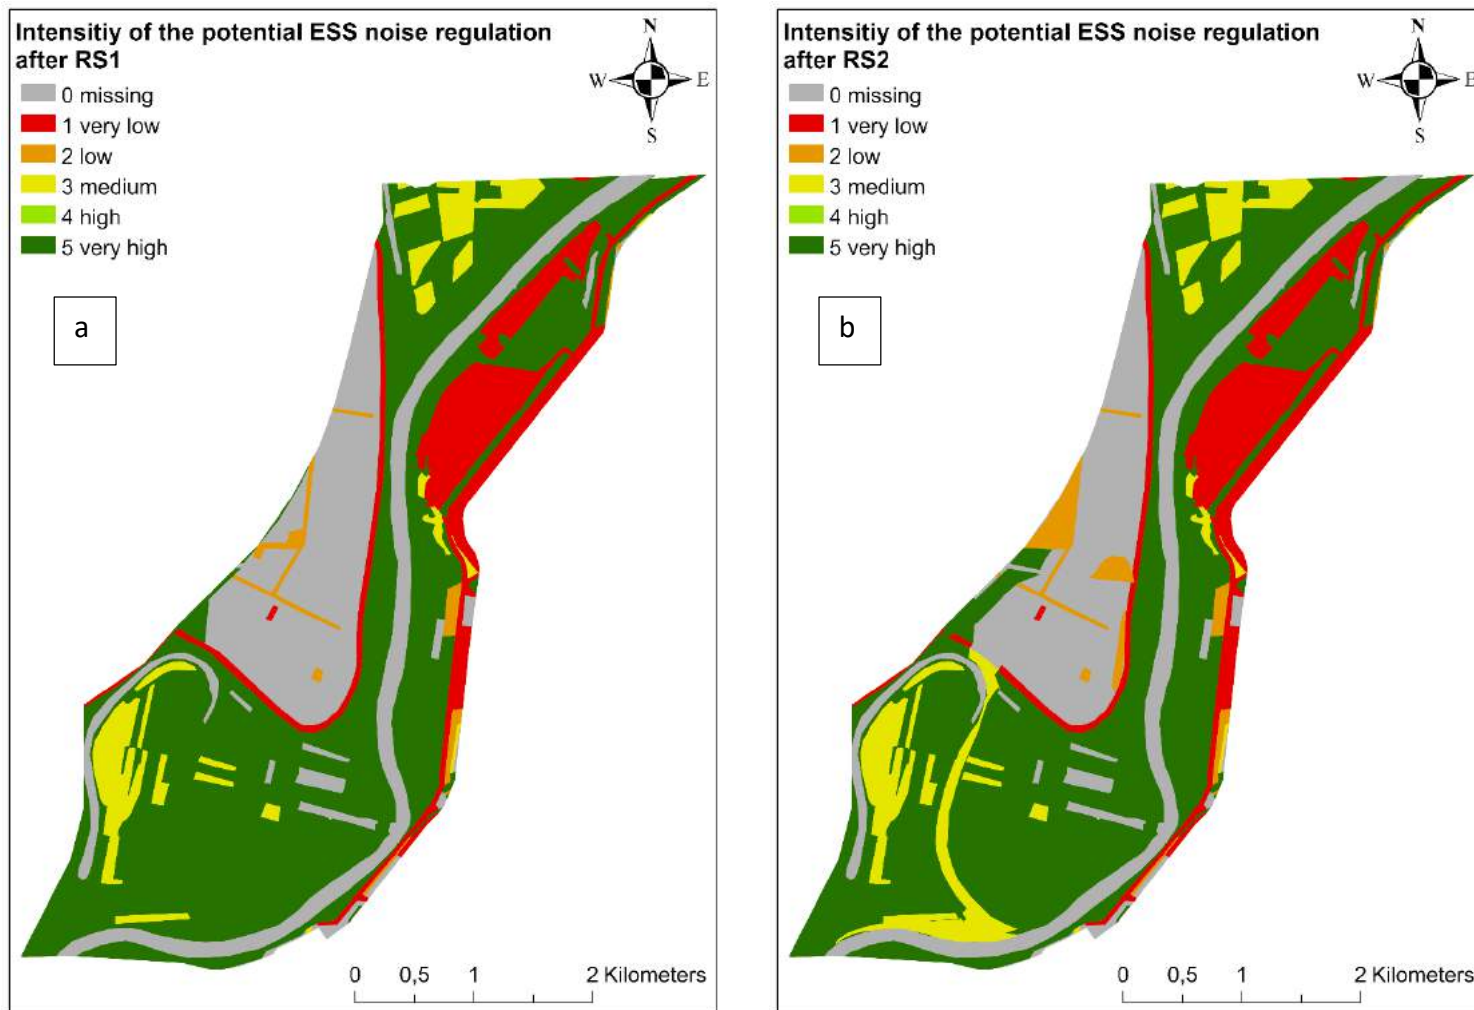 Intensitiy of the potential ESS noise regulation
after RS1
N
W E
S
0 missing
1 very low
2 low
3 medium
4 high
5 very high
a
0 0,5 1 2 Kilometers
Intensitiy of the potential ESS noise regulation
after RS2
N
W E
S
0 missing
1 very low
2 low
3 medium
4 high
5 very high
b
0 0,5 1 2 Kilometers